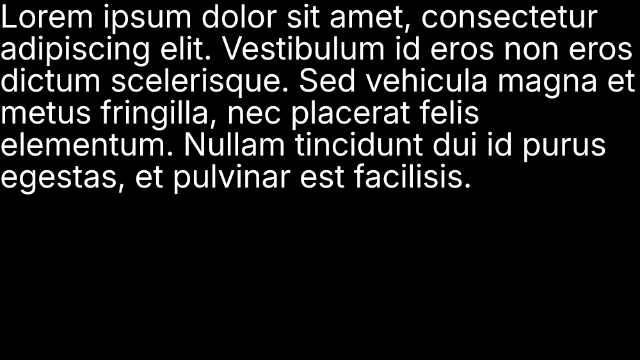 Lorem ipsum dolor sit amet, consectetur
adipiscing elit. Vestibulum id eros non eros
dictum scelerisque. Sed vehicula magna et
metus fringilla, nec placerat felis
elementum. Nullam tincidunt dui id purus
egestas, et pulvinar est facilisis.